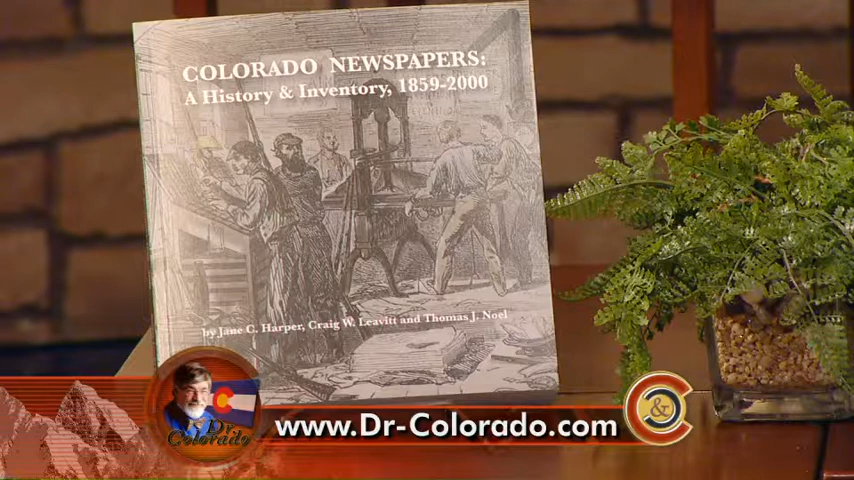 COLORADO NEWSPAPERS:
A History & Inventory, 1859-2000
by Jane C. Harper, Craig W. Leavitt and Thomas J. Noel
Dr
Colorado
www.Dr-Colorado.com
C&C